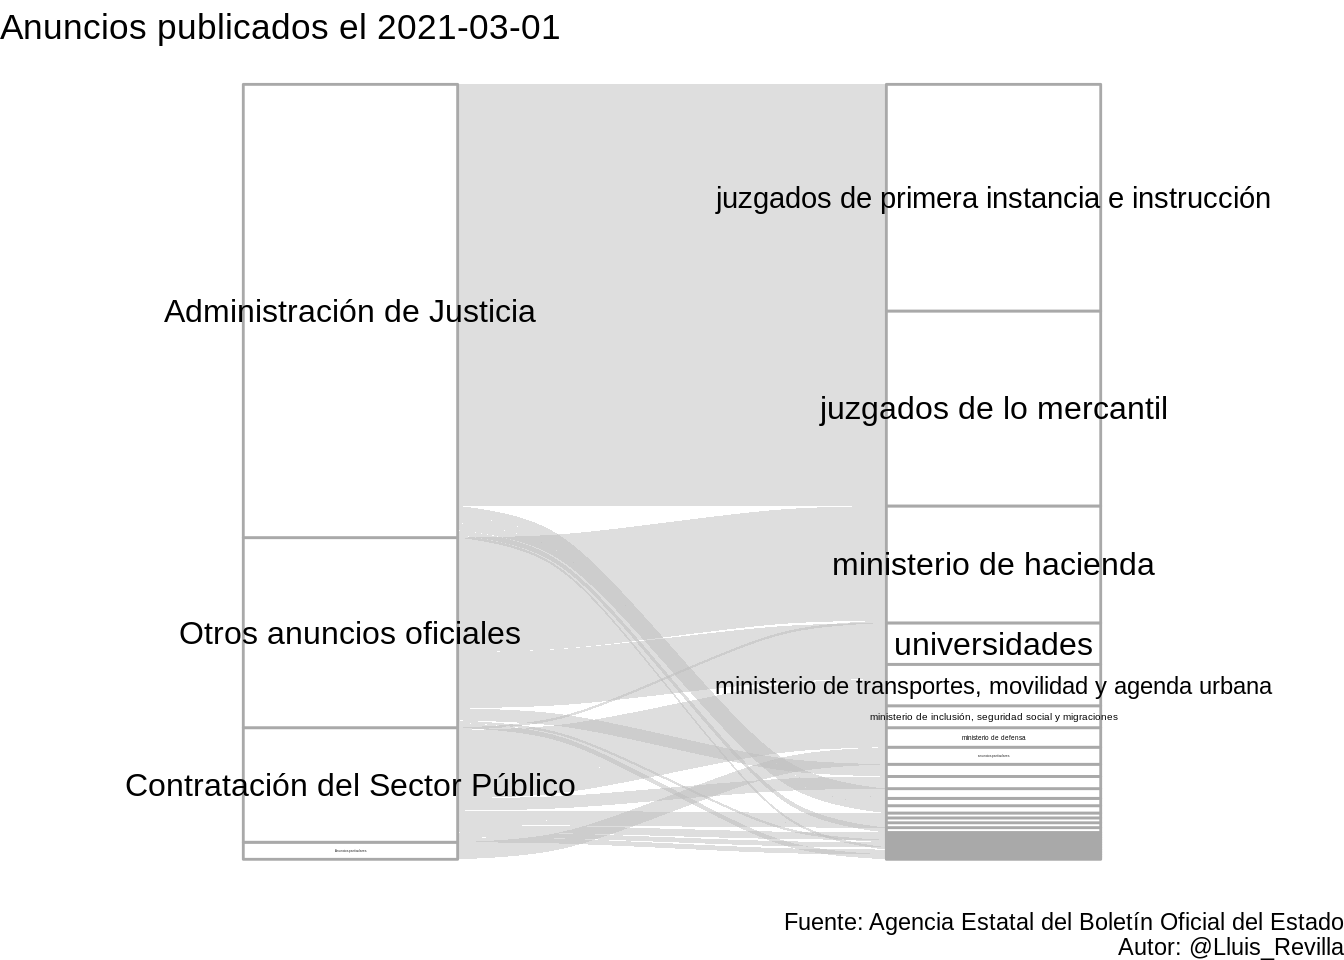 Anuncios publicados el 2021-03-01
juzgados de primera instancia e instrucción
Administración de Justicia
juzgados de lo mercantil
ministerio de hacienda
Otros anuncios oficiales
universidades
ministerio de transportes, movilidad y agenda urbana
ministerio de inclusión, seguridad social y migraciones
ministerio de defensa
Contratación del Sector Público
Fuente: Agencia Estatal del Boletín Oficial del Estado
Autor: @Lluis_Revilla